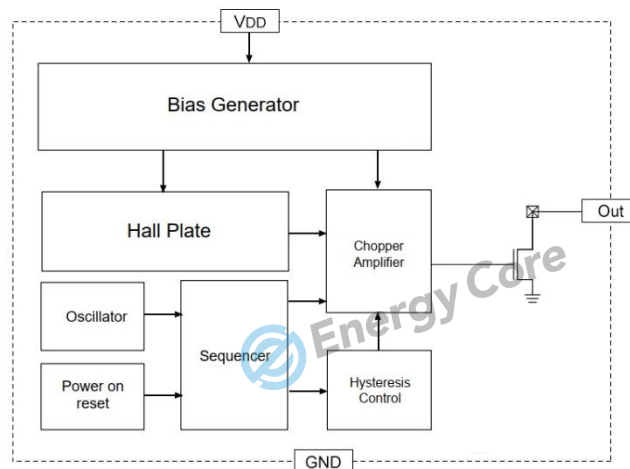 VDD
Bias Generator
Hall Plate
Chopper
Amplifier
Out
Oscillator
Sequencer
Power on
reset
Hysteresis
Control
GND
Energy Core